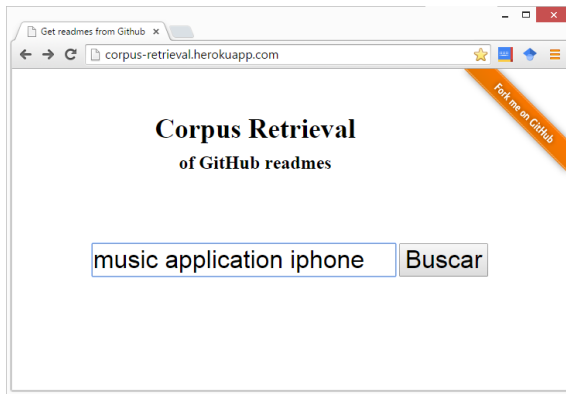 Get readmes from Github
corpus-retrieval.herokuapp.com
Fork me on GitHub
Corpus Retrieval
of GitHub readmes
music application iphone Buscar